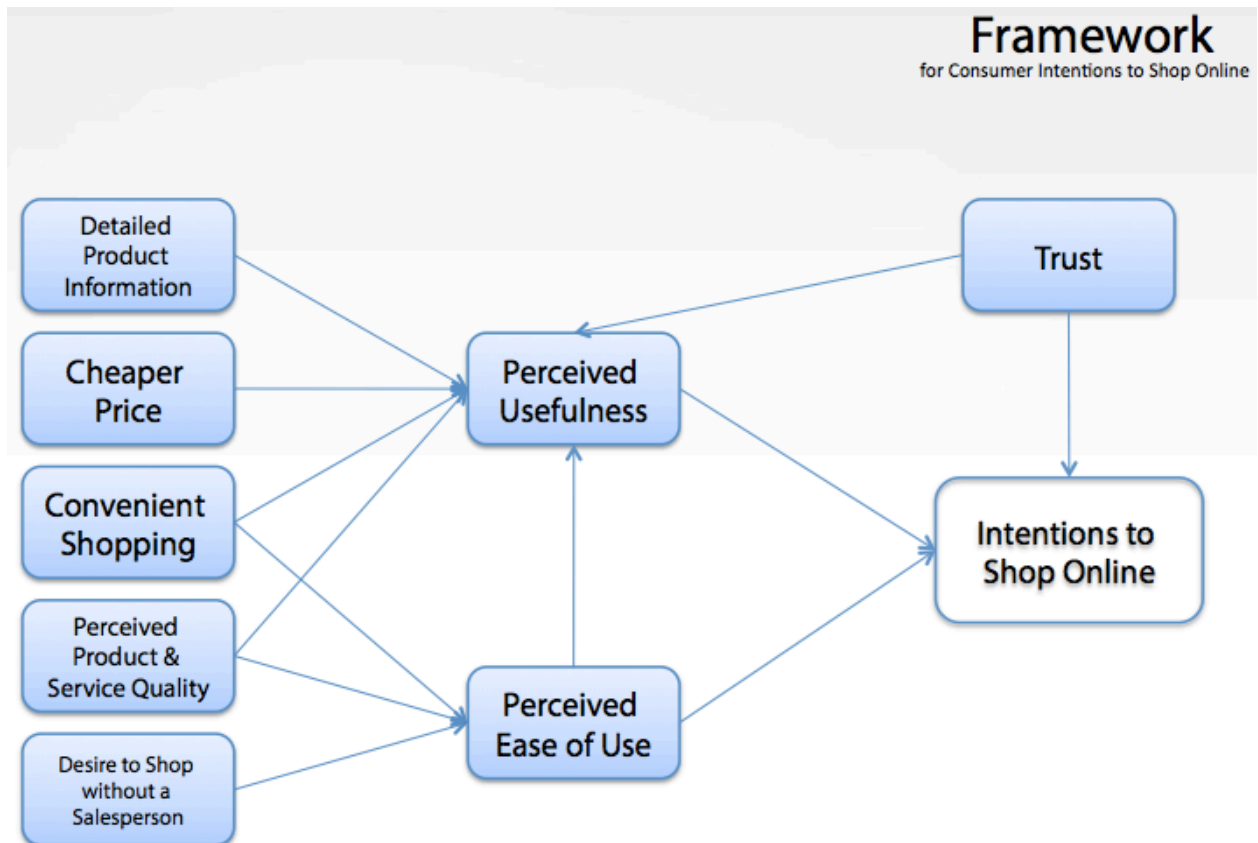 Framework
for Consumer Intentions to Shop Online
Detailed
Product
Information
Trust
Cheaper
Price
Perceived
Usefulness
Convenient
Shopping
Intentions to
Shop Online
Perceived
Product &
Service Quality
Perceived
Ease of Use
Desire to Shop
without a
Salesperson